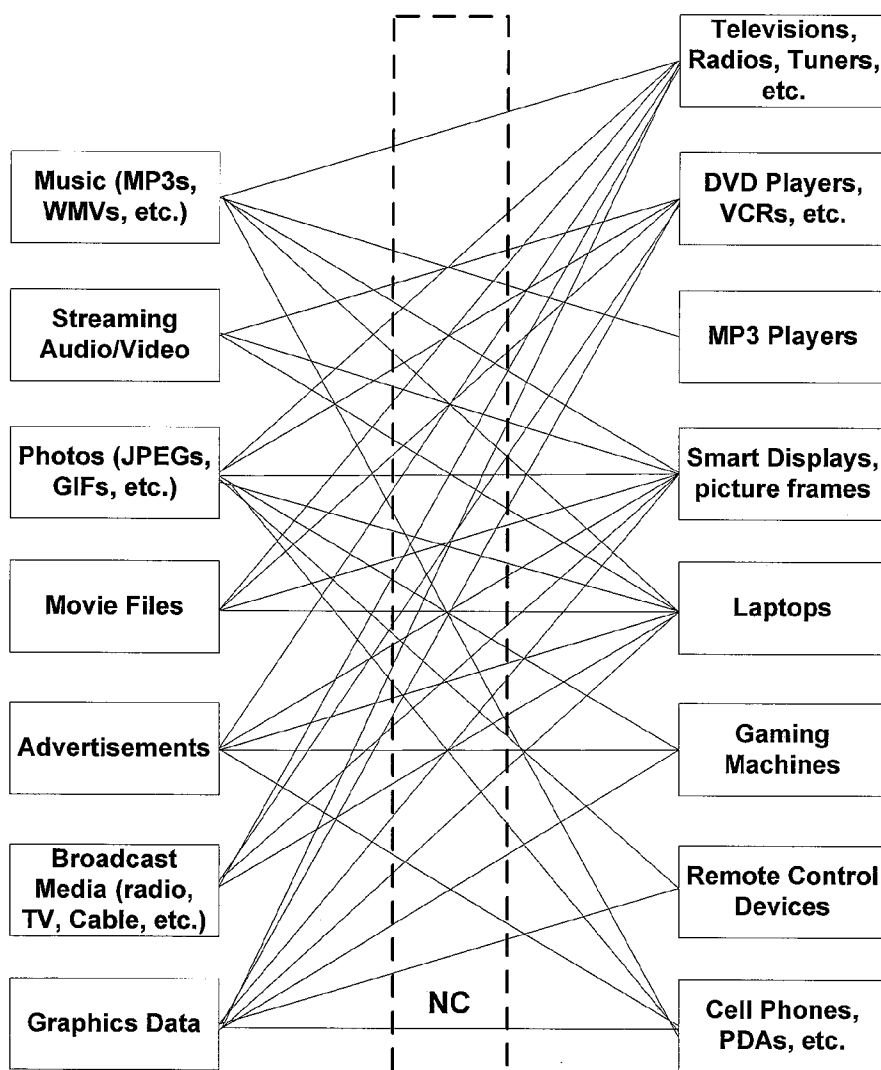 Televisions,
Radios, Tuners,
etc.
Music (MP3s,
WMVs, etc.)
DVD Players,
VCRs, etc.
Streaming
Audio/Video
MP3 Players
Photos (JPEGs,
GIFs, etc.)
Smart Displays,
picture frames
Movie Files
Laptops
Advertisements
Gaming
Machines
Broadcast
Media (radio,
TV, Cable, etc.)
Remote Control
Devices
Graphics Data
NC
Cell Phones,
PDAs, etc.